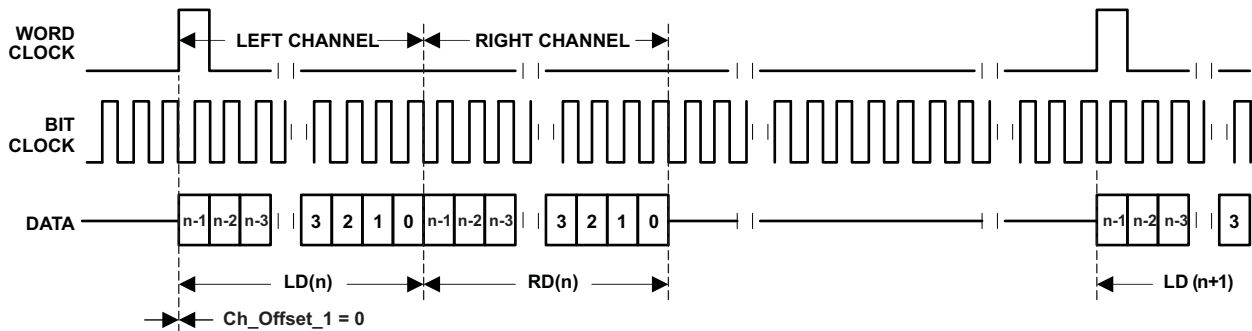 WORD
CLOCK
LEFT CHANNEL
RIGHT CHANNEL
BIT
CLOCK
DATA
n-1 n-2 n-3 3 2 1 0 n-1 n-2 n-3 3 2 1 0 n-1 n-2 n-3 3
LD(n)
RD(n)
LD (n+1)
Ch_Offset_1 = 0